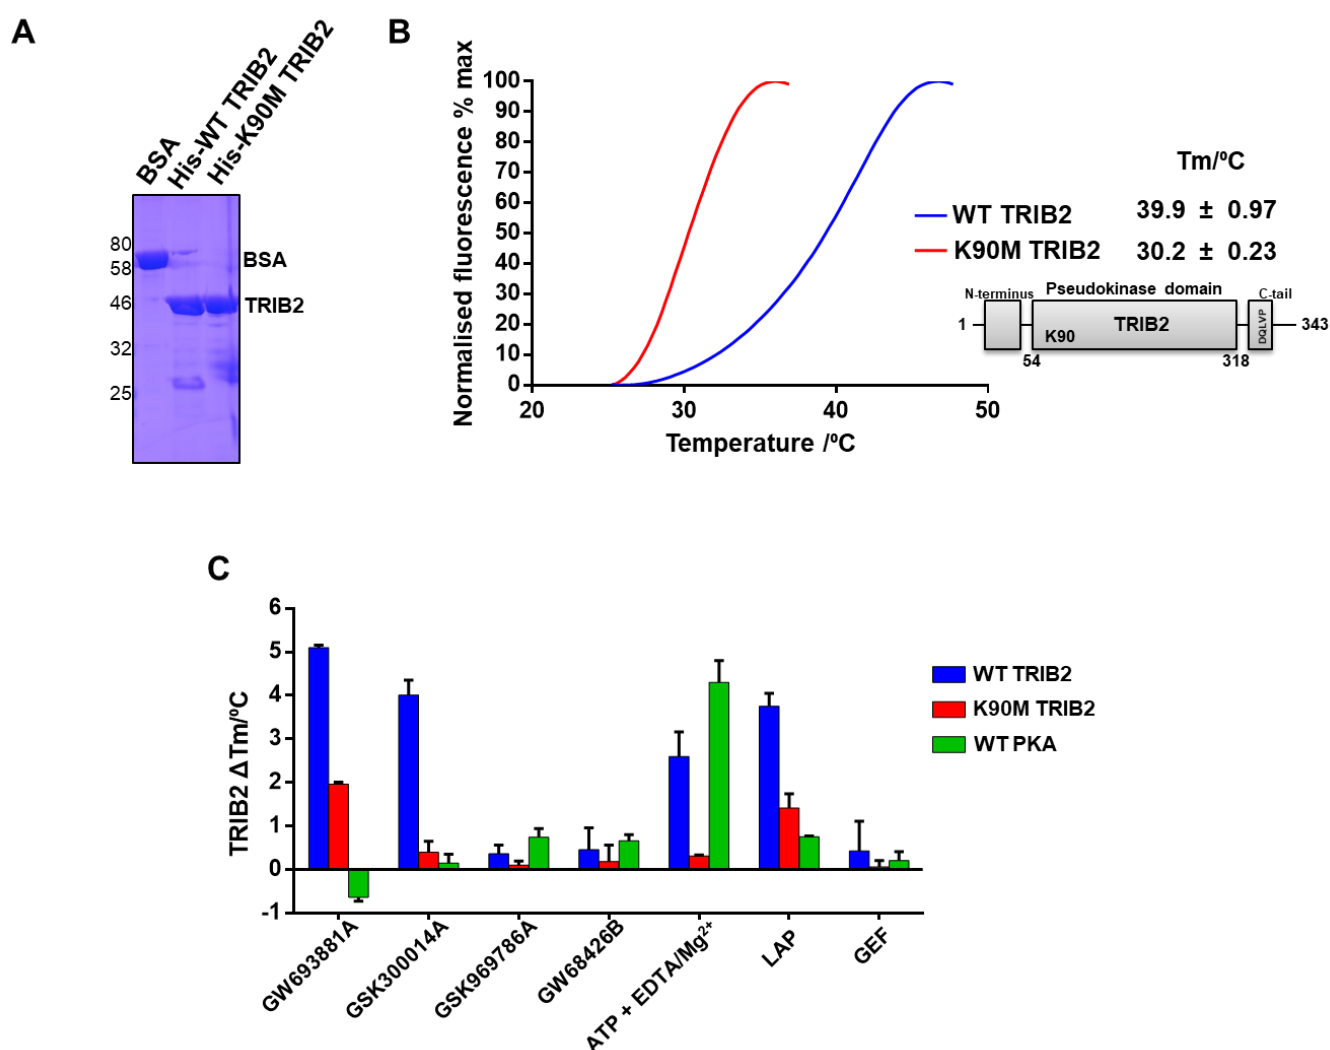 A
BSA
His-WT TRIB2
His-K90M TRIB2
80
58
46
32
25
BSA
TRIB2
B
Normalised fluorescence % max
100
90
80
70
60
50
40
30
20
10
0
20
30
40
50
Temperature /ºC
Tm/ºC
WT TRIB2
39.9 ± 0.97
K90M TRIB2
30.2 ± 0.23
N-terminus
Pseudokinase domain
C-tail
1
K90
TRIB2
DQLVP
343
54
318
C
TRIB2 Δ Tm/ºC
6
5
4
3
2
1
0
-1
GW693881A
GSK300014A
GSK969786A
GW68426B
ATP + EDTA/Mg²⁺
LAP
GEF
WT TRIB2
K90M TRIB2
WT PKA